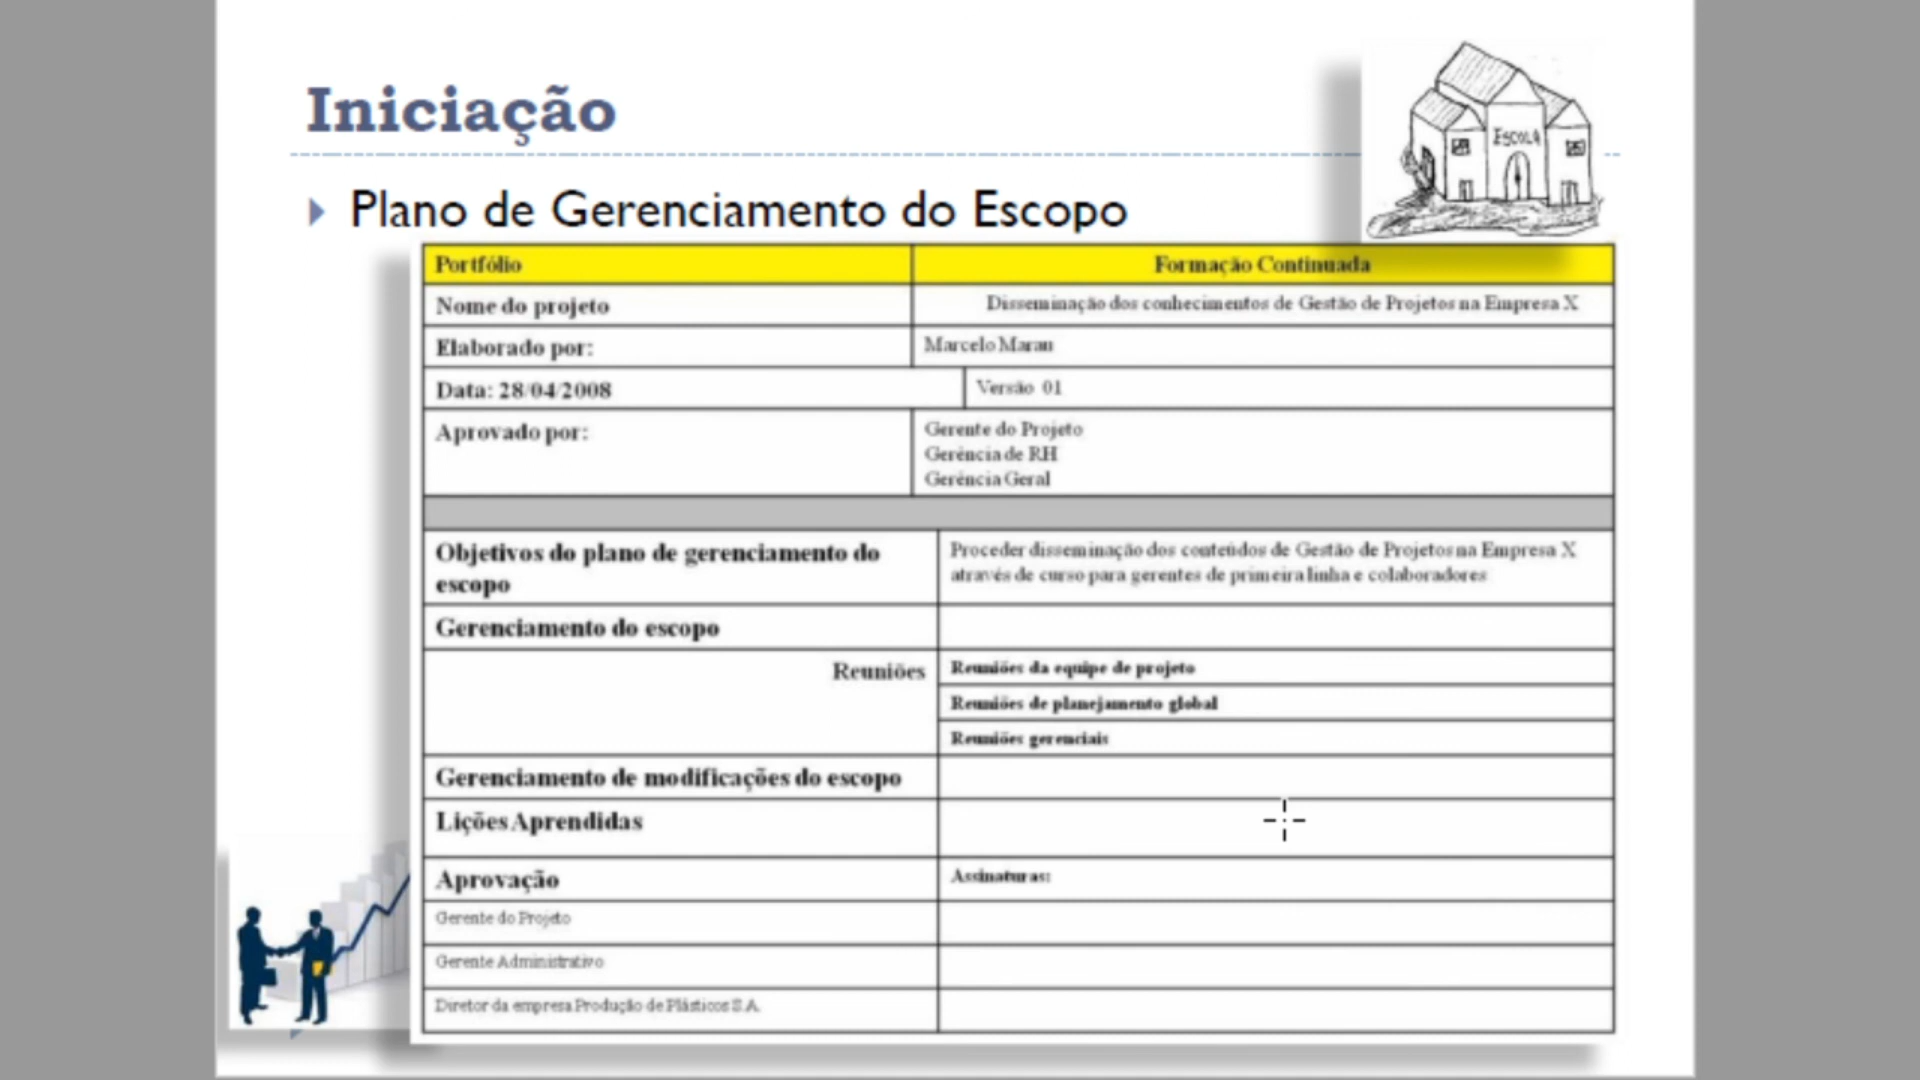 Iniciação
ESCOLA
Plano de Gerenciamento do Escopo
Portfólio
Formação Continuada
Nome do projeto
Disseminação dos conhecimentos de Gestão de Projetos na Empresa X
Elaborado por:
Marcelo Marau
Data: 28/04/2008
Versão 01
Aprovado por:
Gerente do Projeto
Gerência de RH
Gerência Geral
Objetivos do plano de gerenciamento do
escopo
Proceder disseminação dos conteúdos de Gestão de Projetos na Empresa X
através de curso para gerentes de primeira linha e colaboradores
Gerenciamento do escopo
Reuniões
Reuniões da equipe de projeto
Reuniões de planejamento global
Reuniões gerenciais
Gerenciamento de modificações do escopo
Lições Aprendidas
Aprovação
Assinaturas:
Gerente do Projeto
Gerente Administrativo
Diretor da empresa Produção de Plásticos S.A.